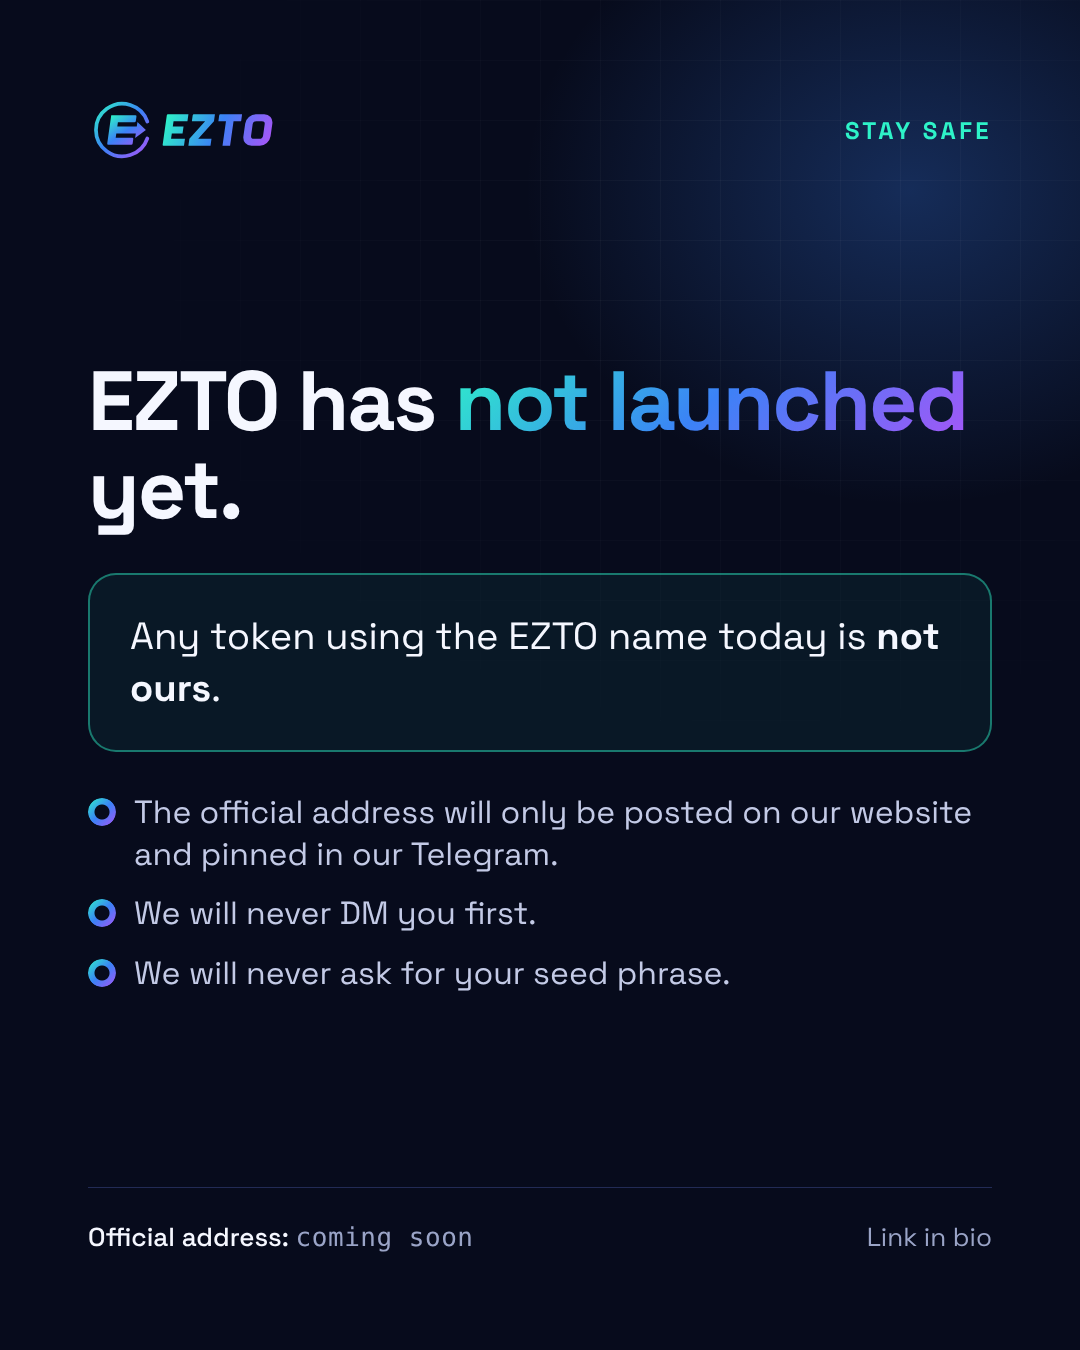 EZTO
STAY SAFE
EZTO has not launched
yet.
Any token using the EZTO name today is not
ours.
The official address will only be posted on our website
and pinned in our Telegram.
We will never DM you first.
We will never ask for your seed phrase.
Official address: coming soon
Link in bio